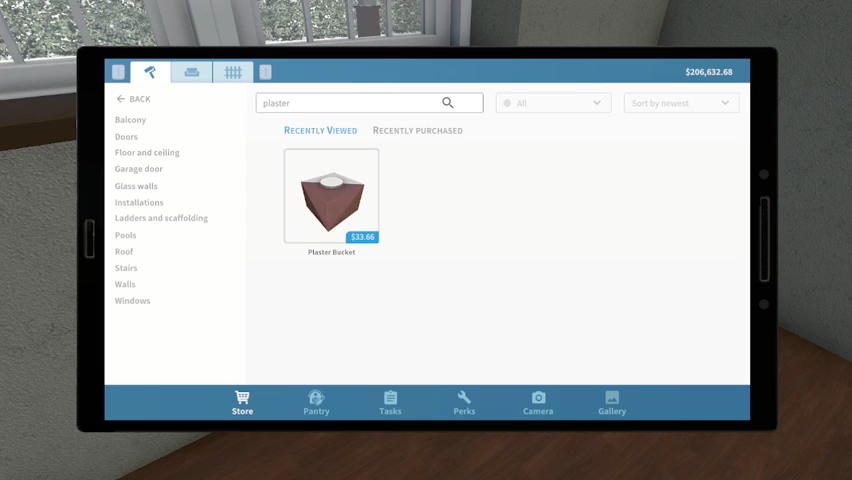 $206,632.68
BACK
plaster
All
Sort by newest
Balcony
Doors
Floor and ceiling
Garage door
Glass walls
Installations
Ladders and scaffolding
Pools
Roof
Stairs
Walls
Windows
RECENTLY VIEWED
RECENTLY PURCHASED
$33.66
Plaster Bucket
Store
Pantry
Tasks
Perks
Camera
Gallery